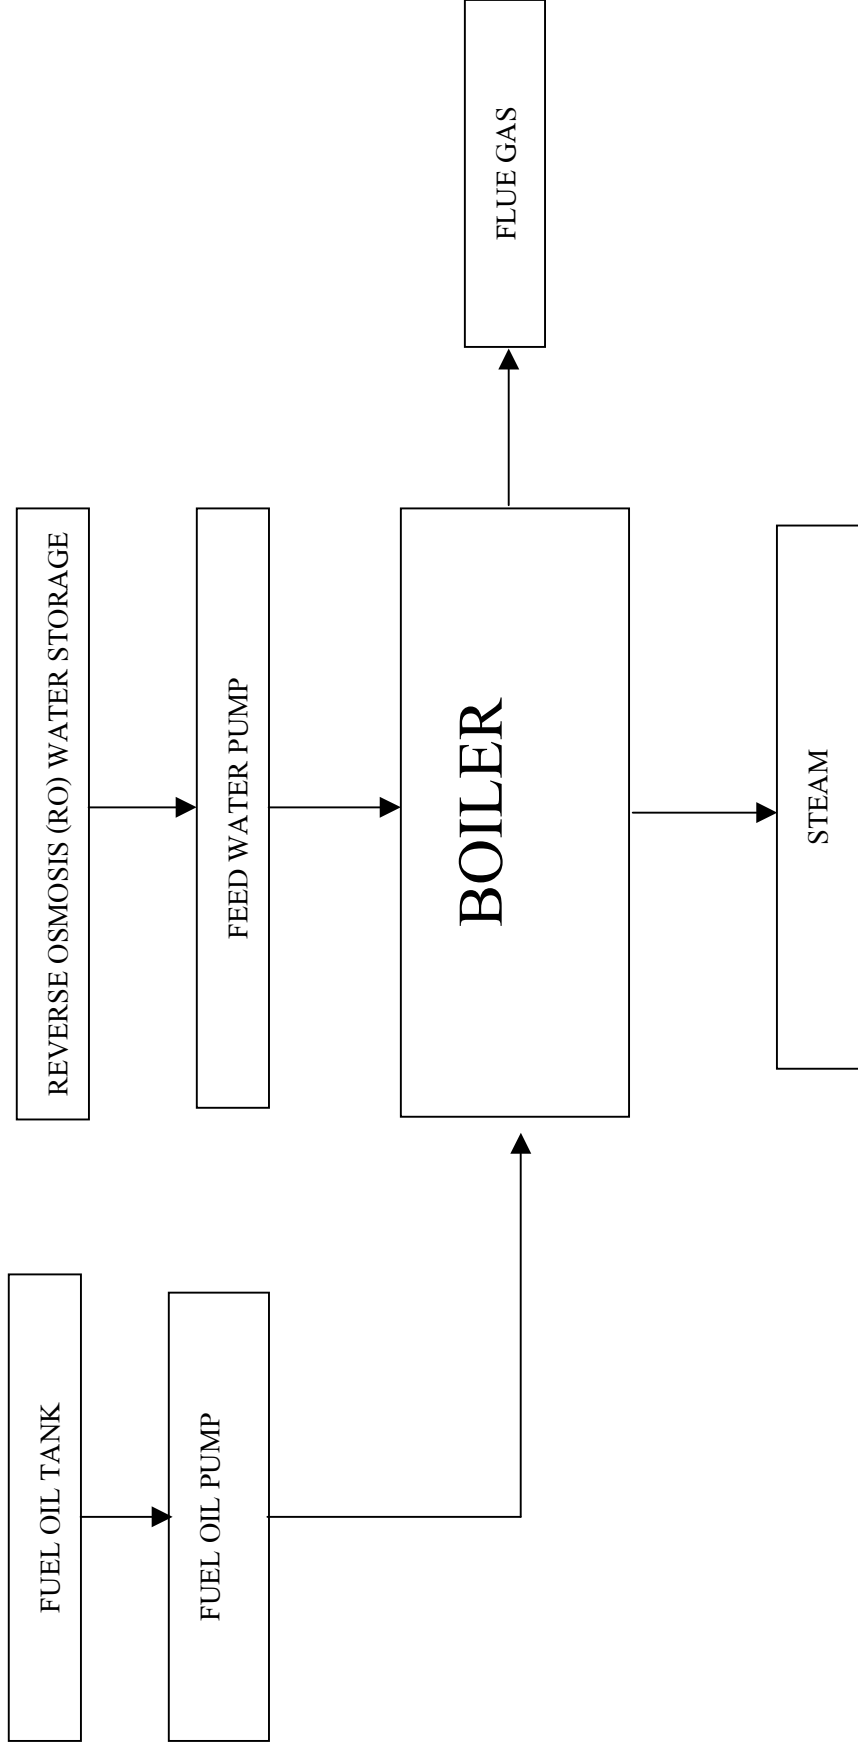 FUEL OIL TANK
REVERSE OSMOSIS (RO) WATER STORAGE
FUEL OIL PUMP
FEED WATER PUMP
BOILER
FLUE GAS
STEAM